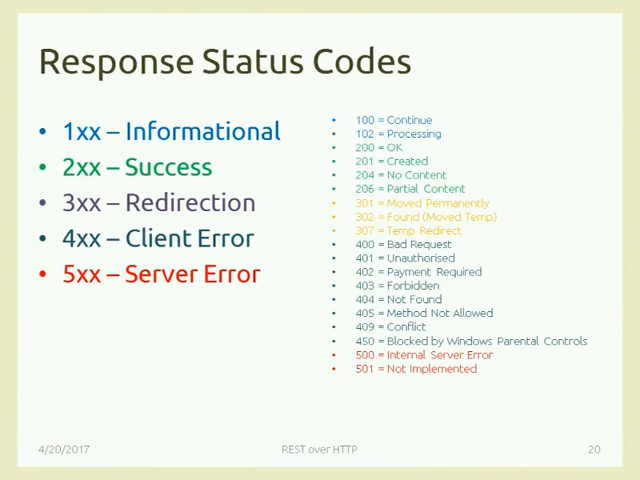 Response Status Codes
• 1xx – Informational
• 2xx – Success
• 3xx – Redirection
• 4xx – Client Error
• 5xx – Server Error
• 100 = Continue
• 102 = Processing
• 200 = OK
• 201 = Created
• 204 = No Content
• 206 = Partial Content
• 301 = Moved Permanently
• 302 = Found (Moved Temp)
• 307 = Temp Redirect
• 400 = Bad Request
• 401 = Unauthorised
• 402 = Payment Required
• 403 = Forbidden
• 404 = Not Found
• 405 = Method Not Allowed
• 409 = Conflict
• 450 = Blocked by Windows Parental Controls
• 500 = Internal Server Error
• 501 = Not Implemented
4/20/2017 REST over HTTP 20